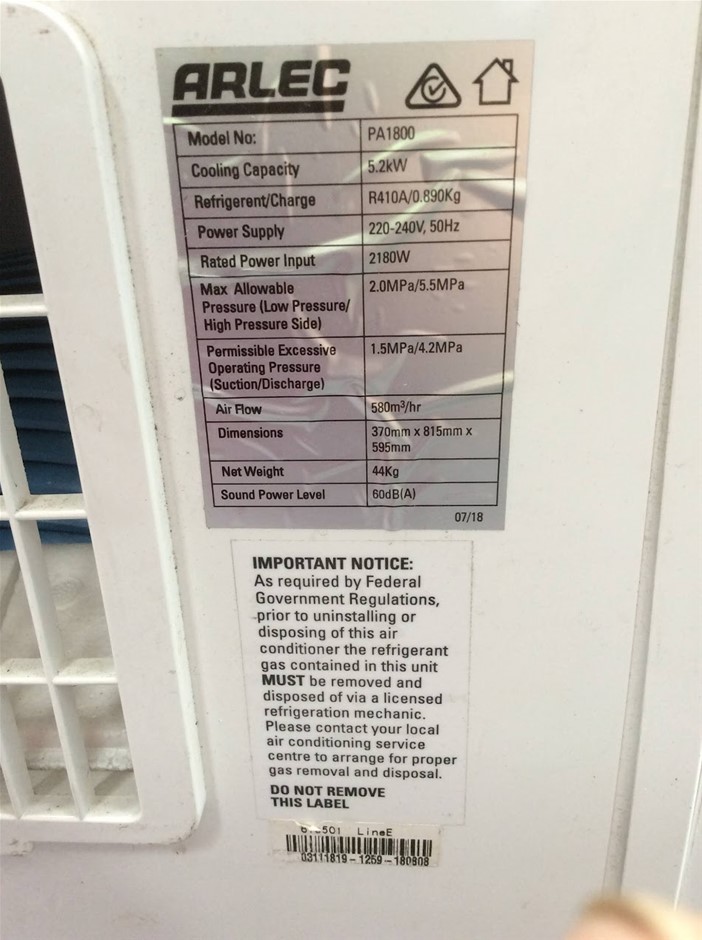 ARLEC
Model No: PA1800
Cooling Capacity 5.2kW
Refrigerent/Charge R410A/0.890Kg
Power Supply 220-240V, 50Hz
Rated Power Input 2180W
Max Allowable 2.0MPa/5.5MPa
Pressure (Low Pressure/
High Pressure Side)
Permissible Excessive 1.5MPa/4.2MPa
Operating Pressure
(Suction/Discharge)
Air Flow 580m³/hr
Dimensions 370mm x 815mm x
595mm
Net Weight 44Kg
Sound Power Level 60dB(A)
07/18
IMPORTANT NOTICE:
As required by Federal
Government Regulations,
prior to uninstalling or
disposing of this air
conditioner the refrigerant
gas contained in this unit
MUST be removed and
disposed of via a licensed
refrigeration mechanic.
Please contact your local
air conditioning service
centre to arrange for proper
gas removal and disposal.
DO NOT REMOVE
THIS LABEL
LineE
03111819-1259-180808